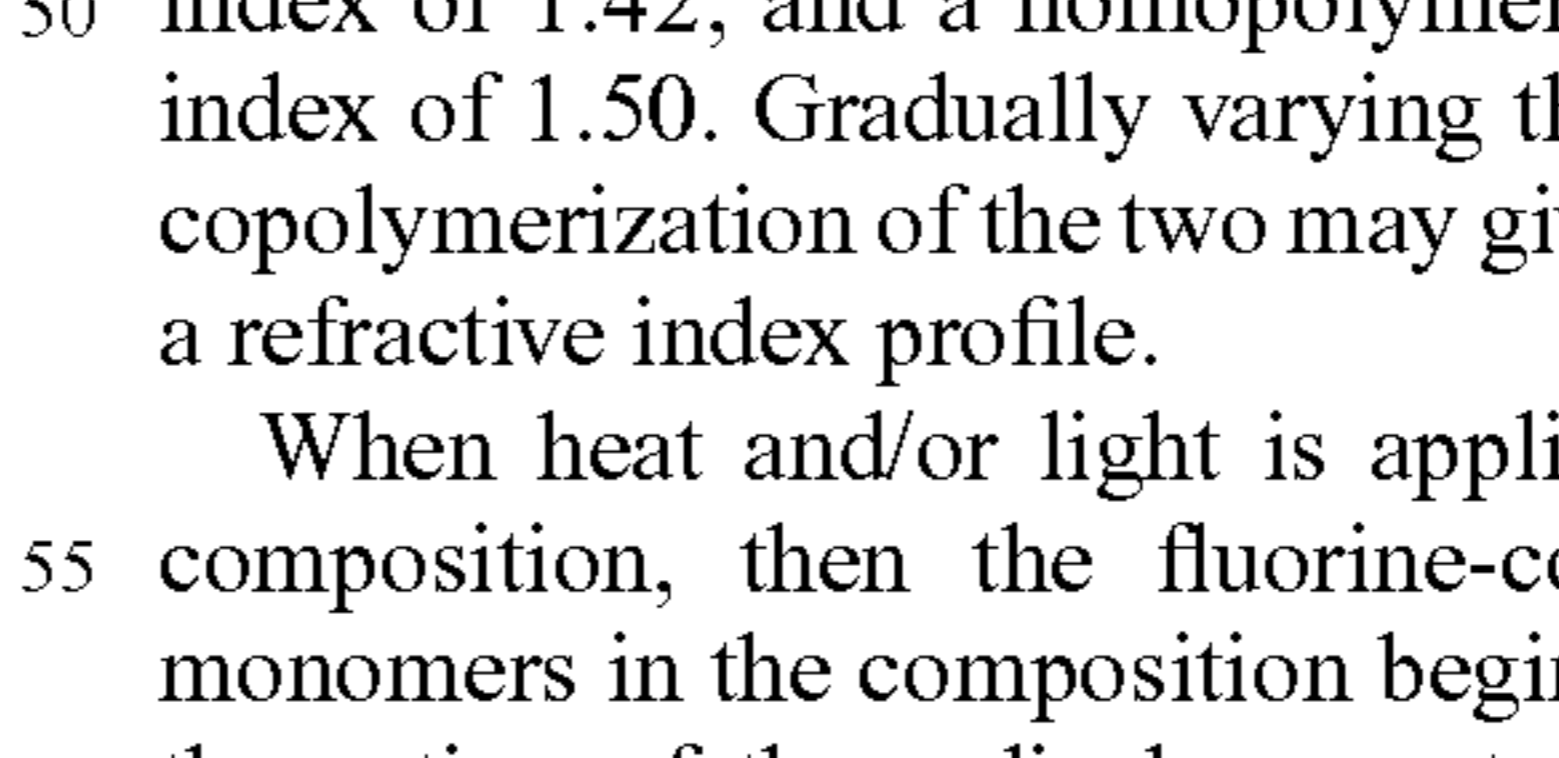 50 index of 1.42, and a homopolymer
index of 1.50. Gradually varying th
copolymerization of the two may giv
a refractive index profile.
When heat and/or light is appli
55 composition, then the fluorine-co
monomers in the composition begin